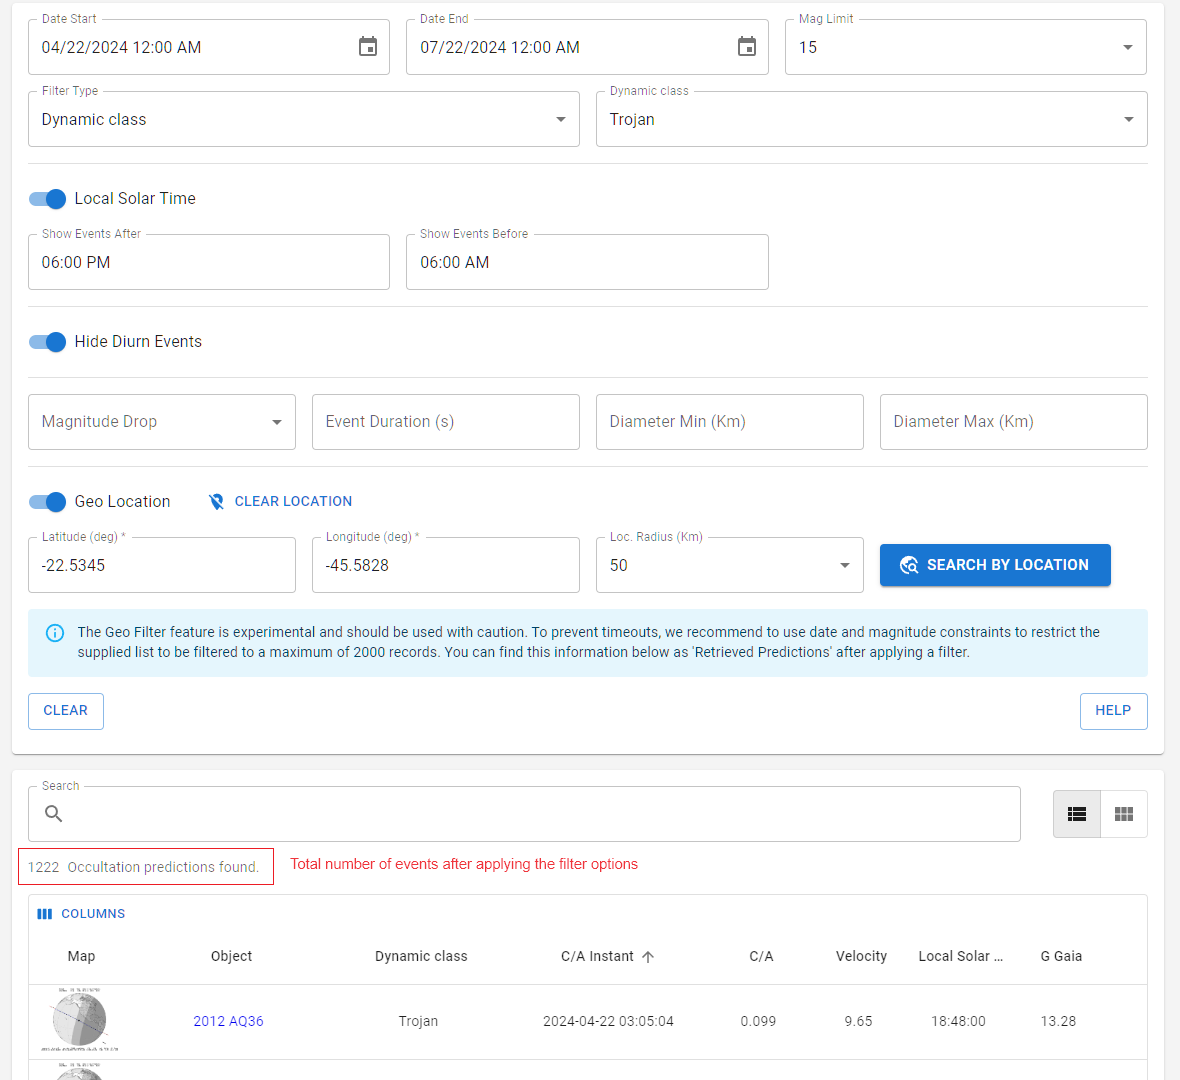 Date Start
Date End
Mag Limit
04/22/2024 12:00 AM
07/22/2024 12:00 AM
15
Filter Type
Dynamic class
Dynamic class
Trojan
Local Solar Time
Show Events After
Show Events Before
06:00 PM
06:00 AM
Hide Diurn Events
Magnitude Drop
Event Duration (s)
Diameter Min (Km)
Diameter Max (Km)
Geo Location
CLEAR LOCATION
Latitude (deg) *
Longitude (deg) *
Loc. Radius (Km)
-22.5345
-45.5828
50
SEARCH BY LOCATION
The Geo Filter feature is experimental and should be used with caution. To prevent timeouts, we recommend to use date and magnitude constraints to restrict the
supplied list to be filtered to a maximum of 2000 records. You can find this information below as 'Retrieved Predictions' after applying a filter.
CLEAR
HELP
Search
1222 Occultation predictions found.
Total number of events after applying the filter options
COLUMNS
Map Object Dynamic class C/A Instant C/A Velocity Local Solar ... G Gaia
2012 AQ36 Trojan 2024-04-22 03:05:04 0.099 9.65 18:48:00 13.28